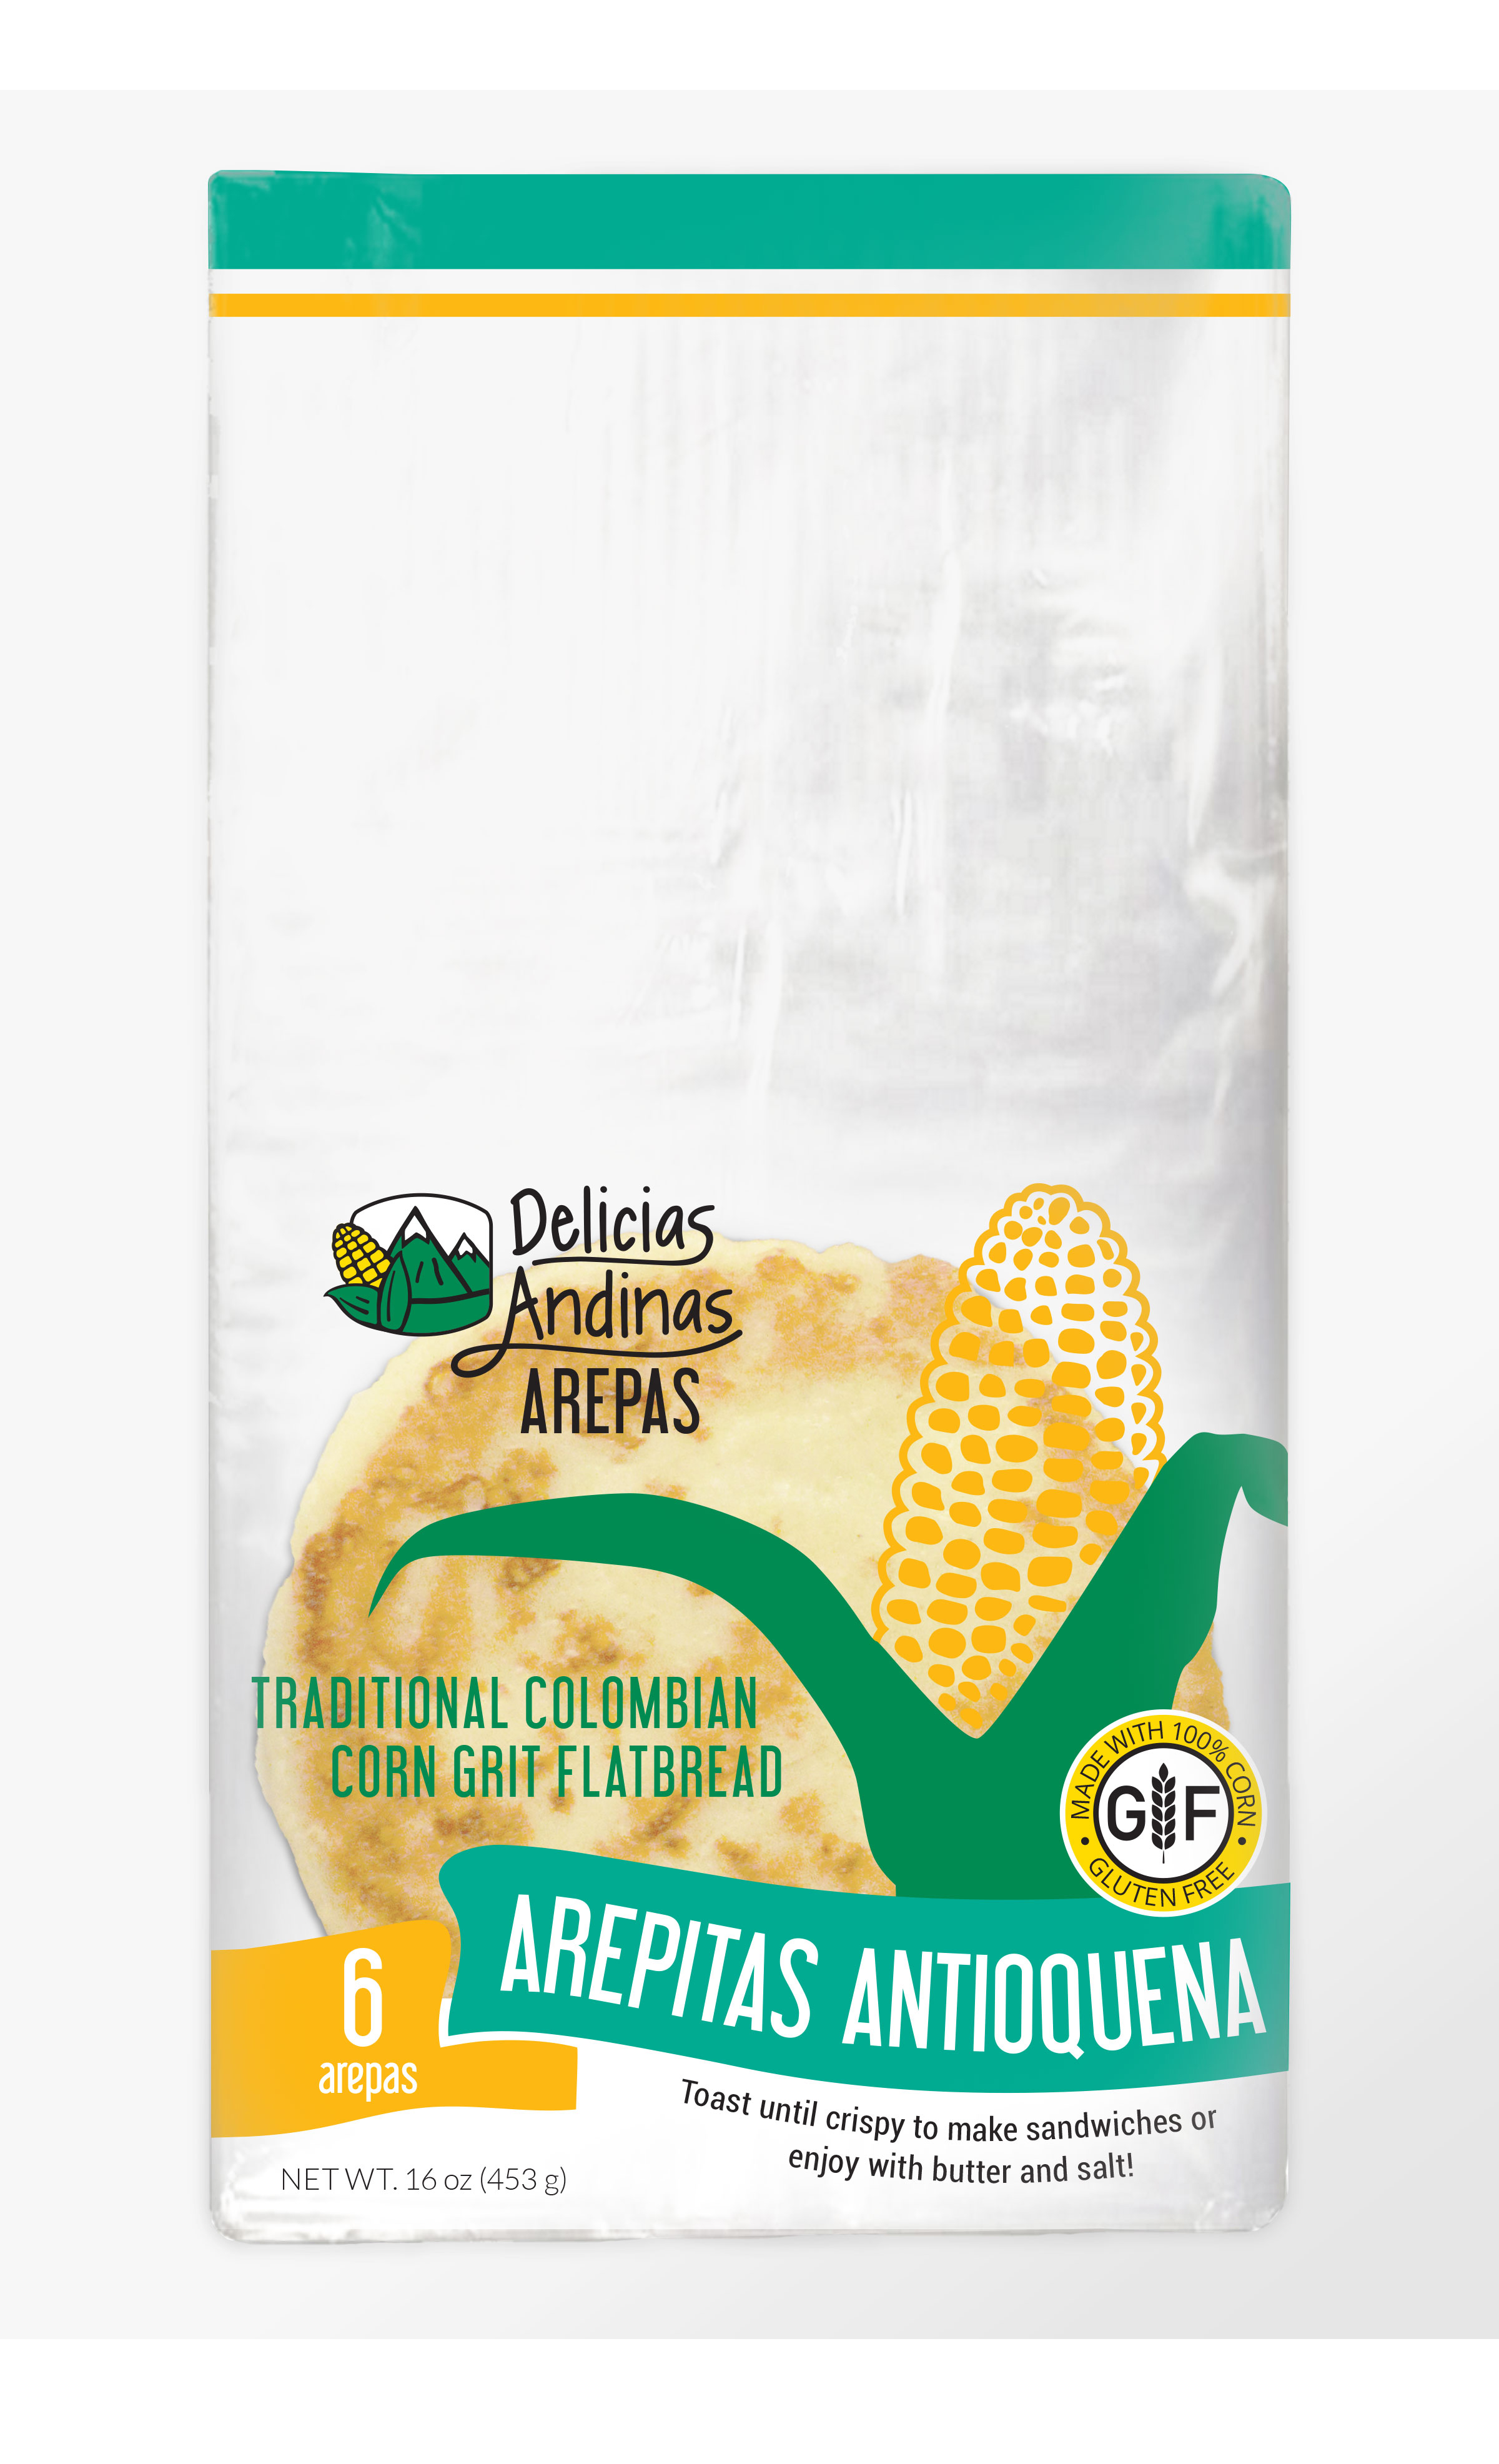 Delicias
Andinas
AREPAS
TRADITIONAL COLOMBIAN
CORN GRIT FLATBREAD
MADE WITH 100% CORN
GF
• GLUTEN FREE •
AREPITAS ANTIOQUENA
6
arepas
Toast until crispy to make sandwiches or
enjoy with butter and salt!
NET WT. 16 oz (453 g)